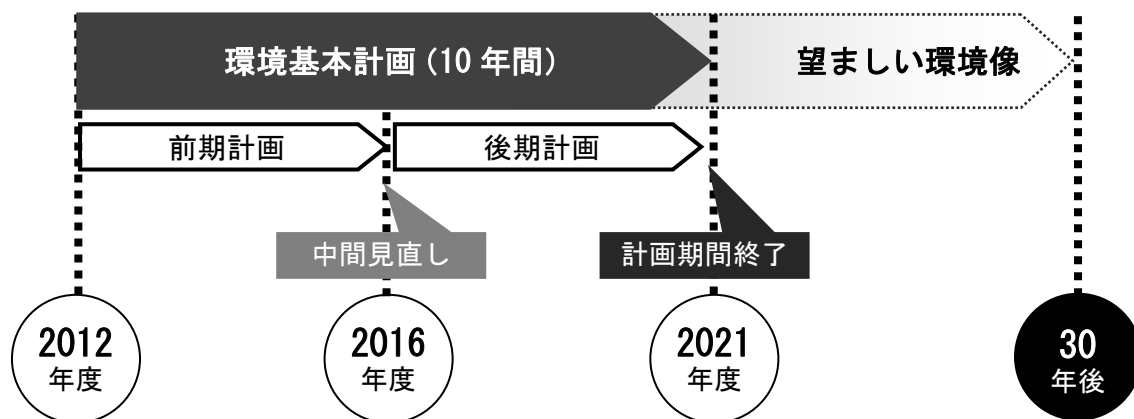 環境基本計画（10年間）
望ましい環境像
前期計画
後期計画
中間見直し
計画期間終了
2012
年度
2016
年度
2021
年度
30
年後